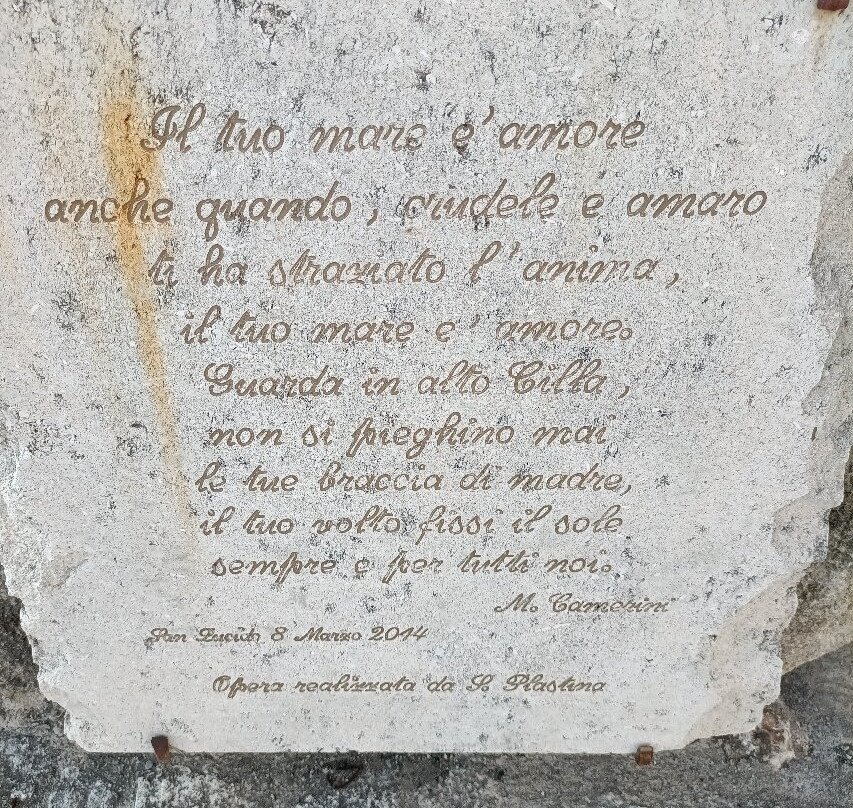 Il tuo mare e' amore
anche quando, crudele e amaro
ti ha straziato l'anima,
il tuo mare e' amore.
Guarda in alto Cilla,
non si pieghino mai
le tue braccia di madre,
il tuo volto fissi il sole
sempre e per tutti noi.
M. Camerini
San Lucido, 8 Marzo 2014
Opera realizzata da S. Plastina